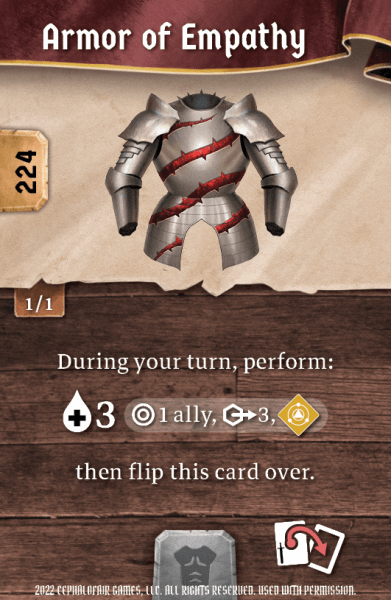 Armor of Empathy
224
1/1
During your turn, perform:
3 1 ally, 3,
then flip this card over.
2022 CEPHALOFAIR GAMES, LLC. ALL RIGHTS RESERVED. USED WITH PERMISSION.